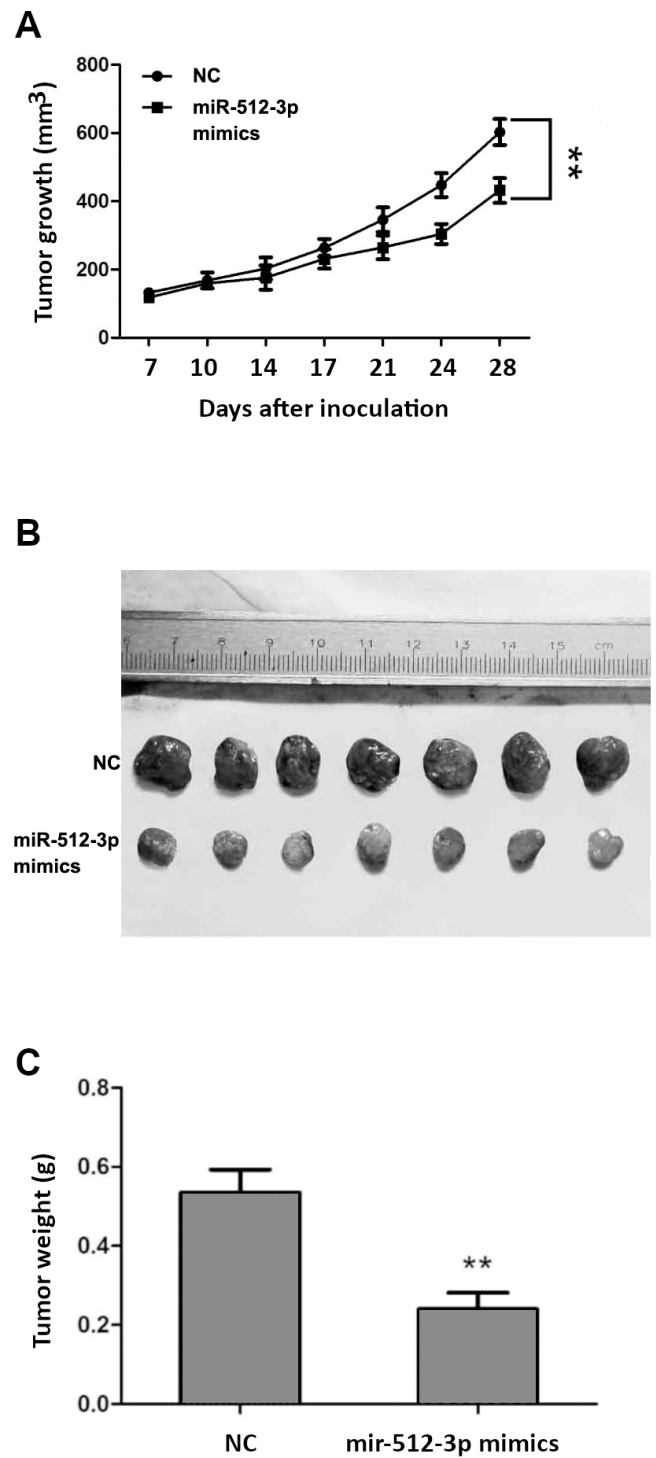 A
800
600
400
200
0
Tumor growth (mm3)
NC
miR-512-3p
mimics
**
7 10 14 17 21 24 28
Days after inoculation
B
6 7 8 9 10 11 12 13 14 15 cm
NC
miR-512-3p
mimics
C
0.8
0.6
0.4
0.2
0.0
Tumor weight (g)
**
NC mir-512-3p mimics